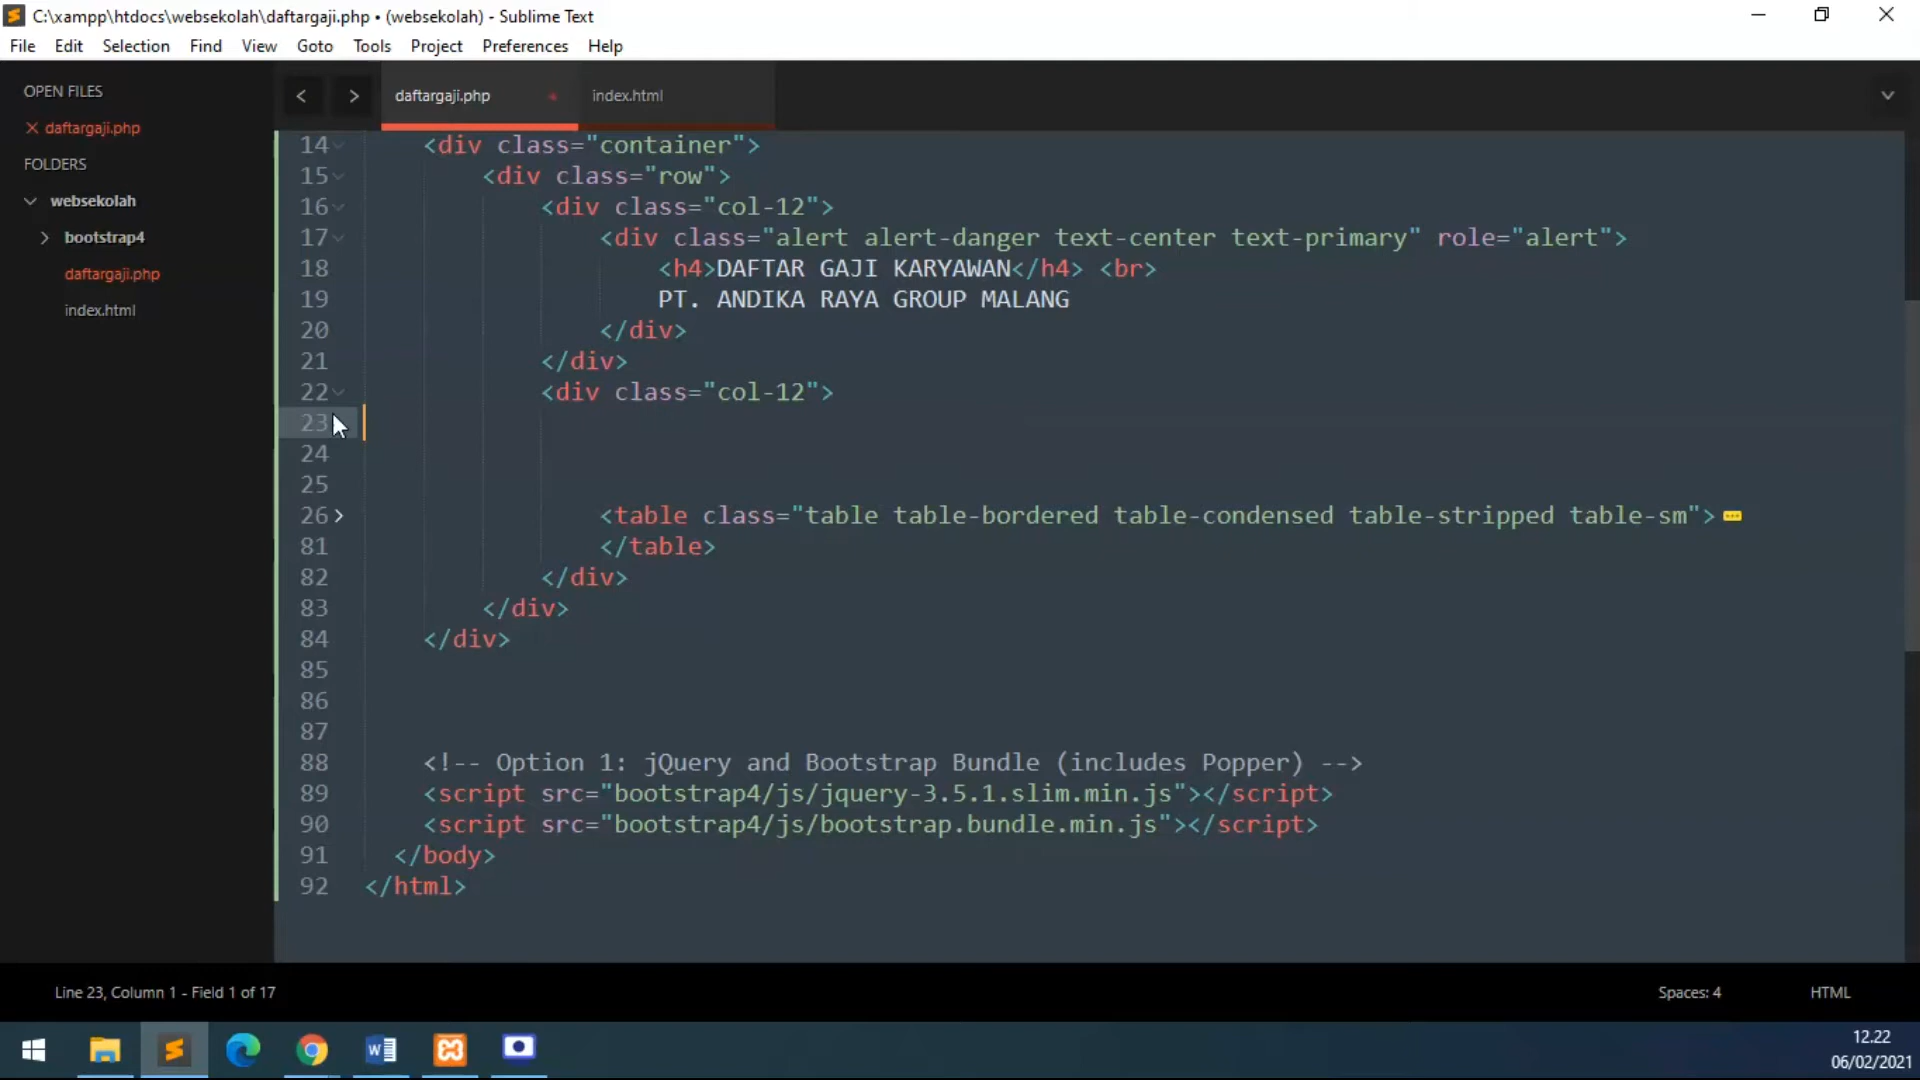 C:\xampp\htdocs\websekolah\daftargaji.php • (websekolah) - Sublime Text
File Edit Selection Find View Goto Tools Project Preferences Help
OPEN FILES
daftargaji.php
FOLDERS
websekolah
bootstrap4
daftargaji.php
index.html
daftargaji.php index.html
14 <div class="container">
15 <div class="row">
16 <div class="col-12">
17 <div class="alert alert-danger text-center text-primary" role="alert">
18 <h4>DAFTAR GAJI KARYAWAN</h4> <br>
19 PT. ANDIKA RAYA GROUP MALANG
20 </div>
21 </div>
22 <div class="col-12">
23
24
25
26 <table class="table table-bordered table-condensed table-stripped table-sm">
81 </table>
82 </div>
83 </div>
84 </div>
85
86
87
88 <!-- Option 1: jQuery and Bootstrap Bundle (includes Popper) -->
89 <script src="bootstrap4/js/jquery-3.5.1.slim.min.js"></script>
90 <script src="bootstrap4/js/bootstrap.bundle.min.js"></script>
91 </body>
92 </html>
Line 23, Column 1 - Field 1 of 17 Spaces: 4 HTML
12.22
06/02/2021